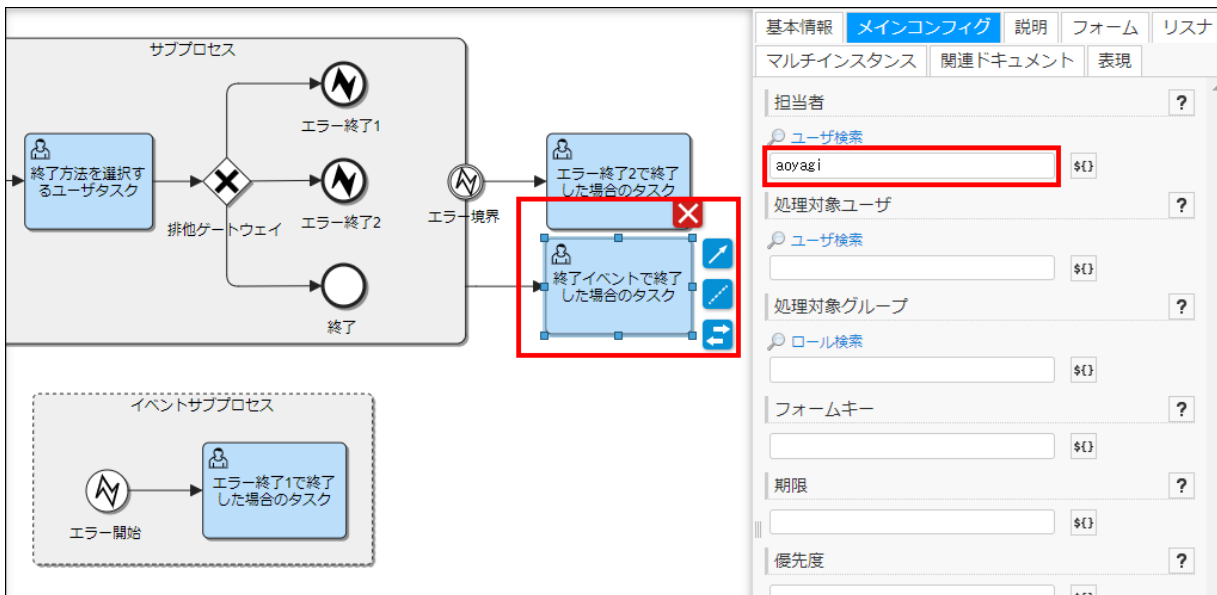 サブプロセス
エラー終了1
終了方法を選択す
るユーザタスク
排他ゲートウェイ
エラー終了2
終了
エラー境界
エラー終了2で終了
した場合のタスク
終了イベントで終了
した場合のタスク
イベントサブプロセス
エラー開始
エラー終了1で終了
した場合のタスク
基本情報 メインコンフィグ 説明 フォーム リスナ
マルチインスタンス 関連ドキュメント 表現
担当者 ?
ユーザ検索
aoyagi ${}
処理対象ユーザ ?
ユーザ検索
${}
処理対象グループ ?
ロール検索
${}
フォームキー ?
${}
期限 ?
${}
優先度 ?